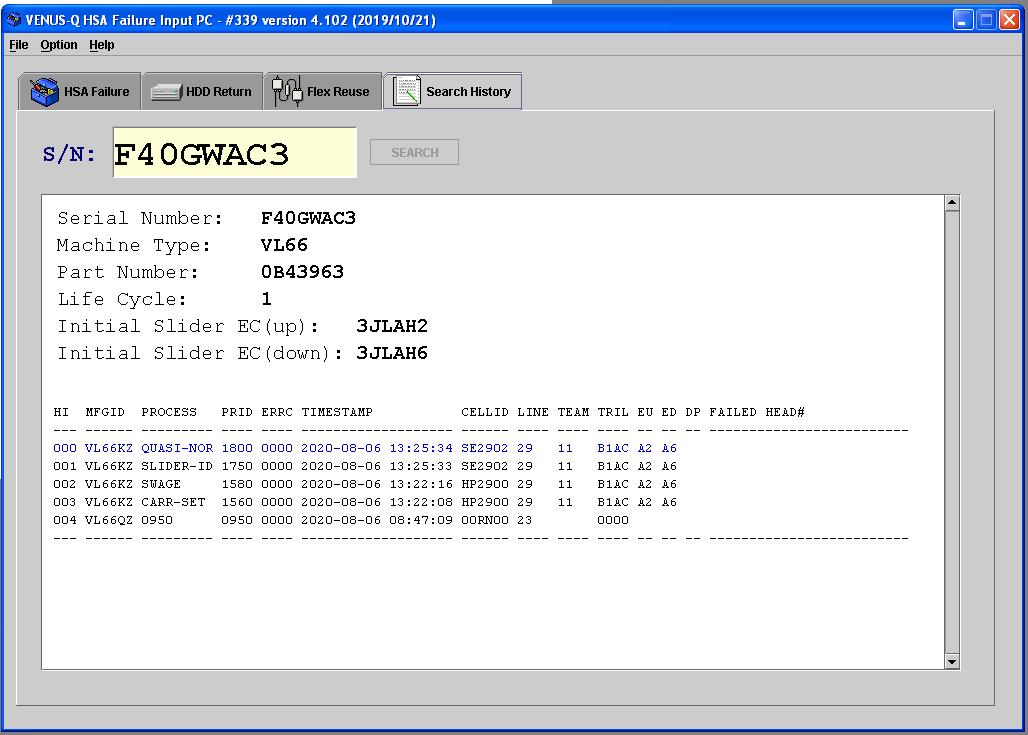 VENUS-Q HSA Failure Input PC - #339 version 4.102 (2019/10/21)
File Option Help
HSA Failure HDD Return Flex Reuse Search History
S/N: F40GWAC3 SEARCH
Serial Number: F40GWAC3
Machine Type: VL66
Part Number: 0B43963
Life Cycle: 1
Initial Slider EC(up): 3JLAH2
Initial Slider EC(down): 3JLAH6
HI MFGID PROCESS PRID ERRC TIMESTAMP CELLID LINE TEAM TRIL EU ED DP FAILED HEAD#
--- ------ --------- ---- ---- ------------------- ------ ---- ---- ---- -- -- -- -------------------------
000 VL66KZ QUASI-NOR 1800 0000 2020-08-06 13:25:34 SE2902 29 11 B1AC A2 A6
001 VL66KZ SLIDER-ID 1750 0000 2020-08-06 13:25:33 SE2902 29 11 B1AC A2 A6
002 VL66KZ SWAGE 1580 0000 2020-08-06 13:22:16 HP2900 29 11 B1AC A2 A6
003 VL66KZ CARR-SET 1560 0000 2020-08-06 13:22:08 HP2900 29 11 B1AC A2 A6
004 VL66QZ 0950 0950 0000 2020-08-06 08:47:09 00RN00 23 0000
--- ------ --------- ---- ---- ------------------- ------ ---- ---- ---- -- -- -- -------------------------